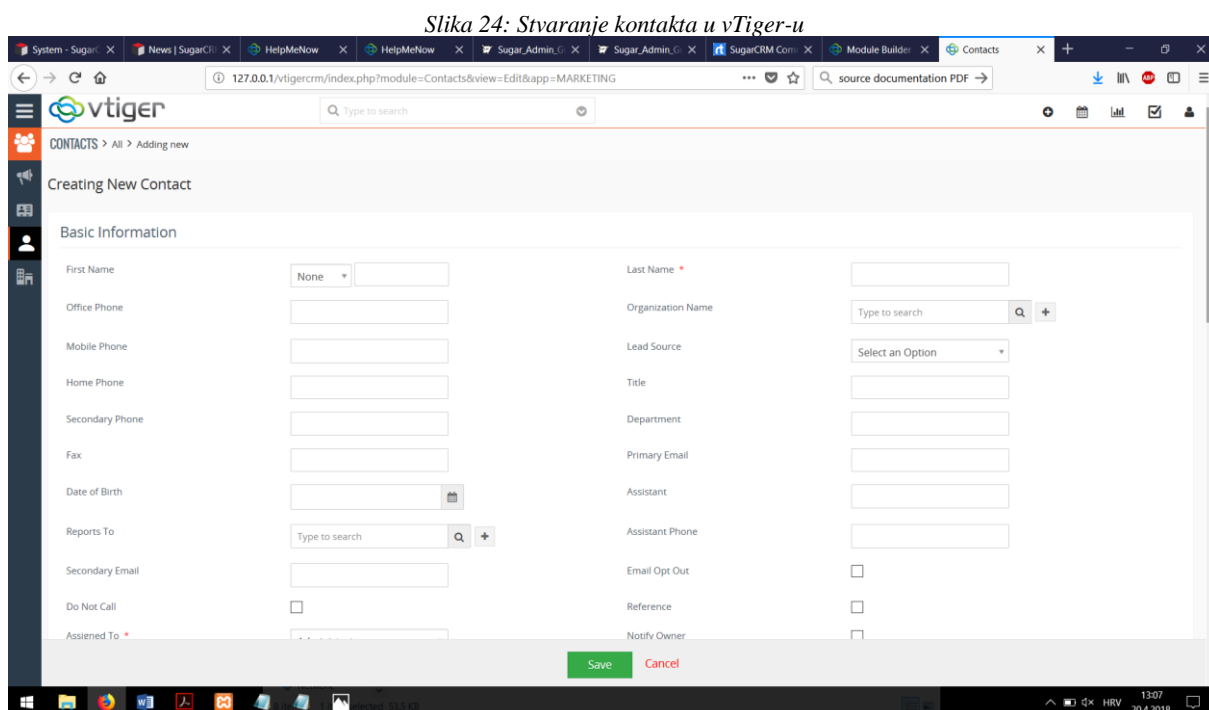 Slika 24: Stvaranje kontakta u vTiger-u
System - SugarC News | SugarCR HelpMeNow HelpMeNow Sugar_Admin_G Sugar_Admin_G SugarCRM Com Module Builder Contacts
127.0.0.1/vtigercrm/index.php?module=Contacts&view=Edit&app=MARKETING source documentation PDF
vtiger Type to search
CONTACTS > All > Adding new
Creating New Contact
Basic Information
First Name None Last Name *
Office Phone Organization Name Type to search
Mobile Phone Lead Source Select an Option
Home Phone Title
Secondary Phone Department
Fax Primary Email
Date of Birth Assistant
Reports To Type to search Assistant Phone
Secondary Email Email Opt Out
Do Not Call Reference
Assigned To * Notify Owner
Save Cancel
HRV 13:07
20.4.2018